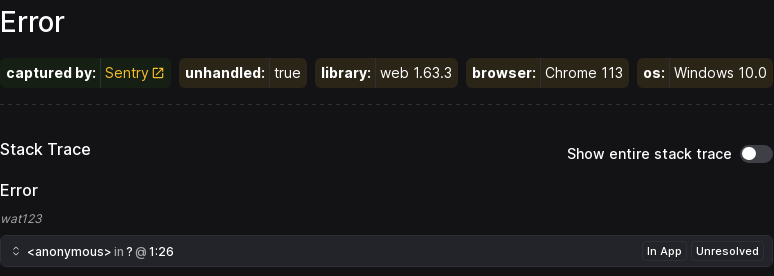 Error
captured by: Sentry unhandled: true library: web 1.63.3 browser: Chrome 113 os: Windows 10.0
Stack Trace
Show entire stack trace
Error
wat123
<anonymous> in ? @ 1:26 In App Unresolved